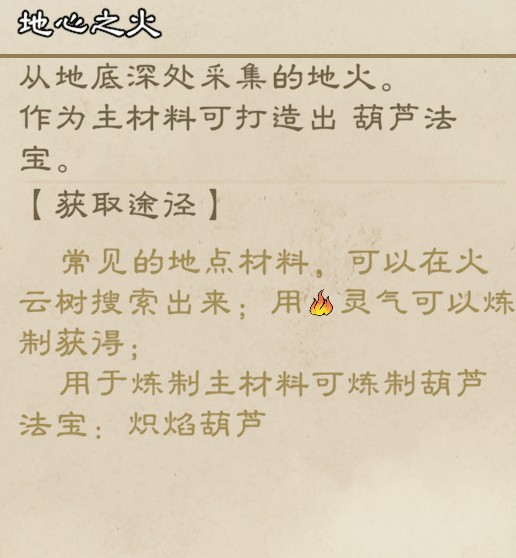 地心之火
从地底深处采集的地火。
作为主材料可打造出 葫芦法
宝。
【获取途径】
常见的地点材料，可以在火
云树搜索出来；用灵气可以炼
制获得；
用于炼制主材料可炼制葫芦
法宝：炽焰葫芦